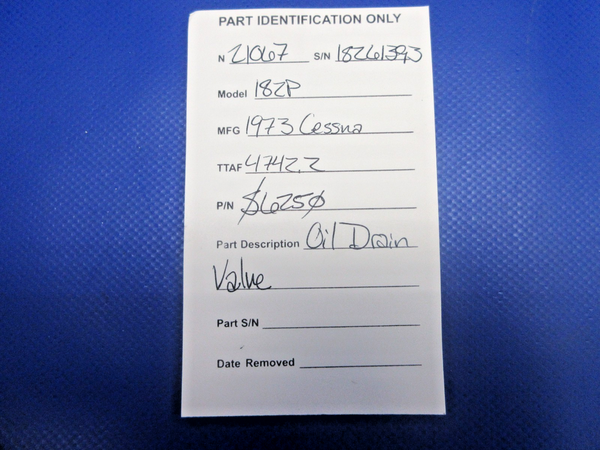 PART IDENTIFICATION ONLY
N 21067 S/N 18261393
Model 182P
MFG 1973 Cessna
TTAF 4742.2
P/N $6250
Part Description Oil Drain
Valve
Part S/N
Date Removed